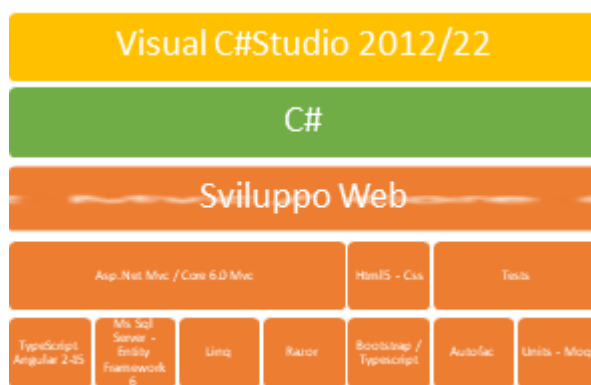 Visual C#Studio 2012/22
C#
Sviluppo Web
Asp.Net Mvc / Core 6.0 Mvc
Html5 - Css
Tests
TypeScript
Angular 2-15
Ms Sql
Server -
Entity
Framework
6
Linq
Razor
Bootstrap /
Typescript
Autofac
Units - Moq